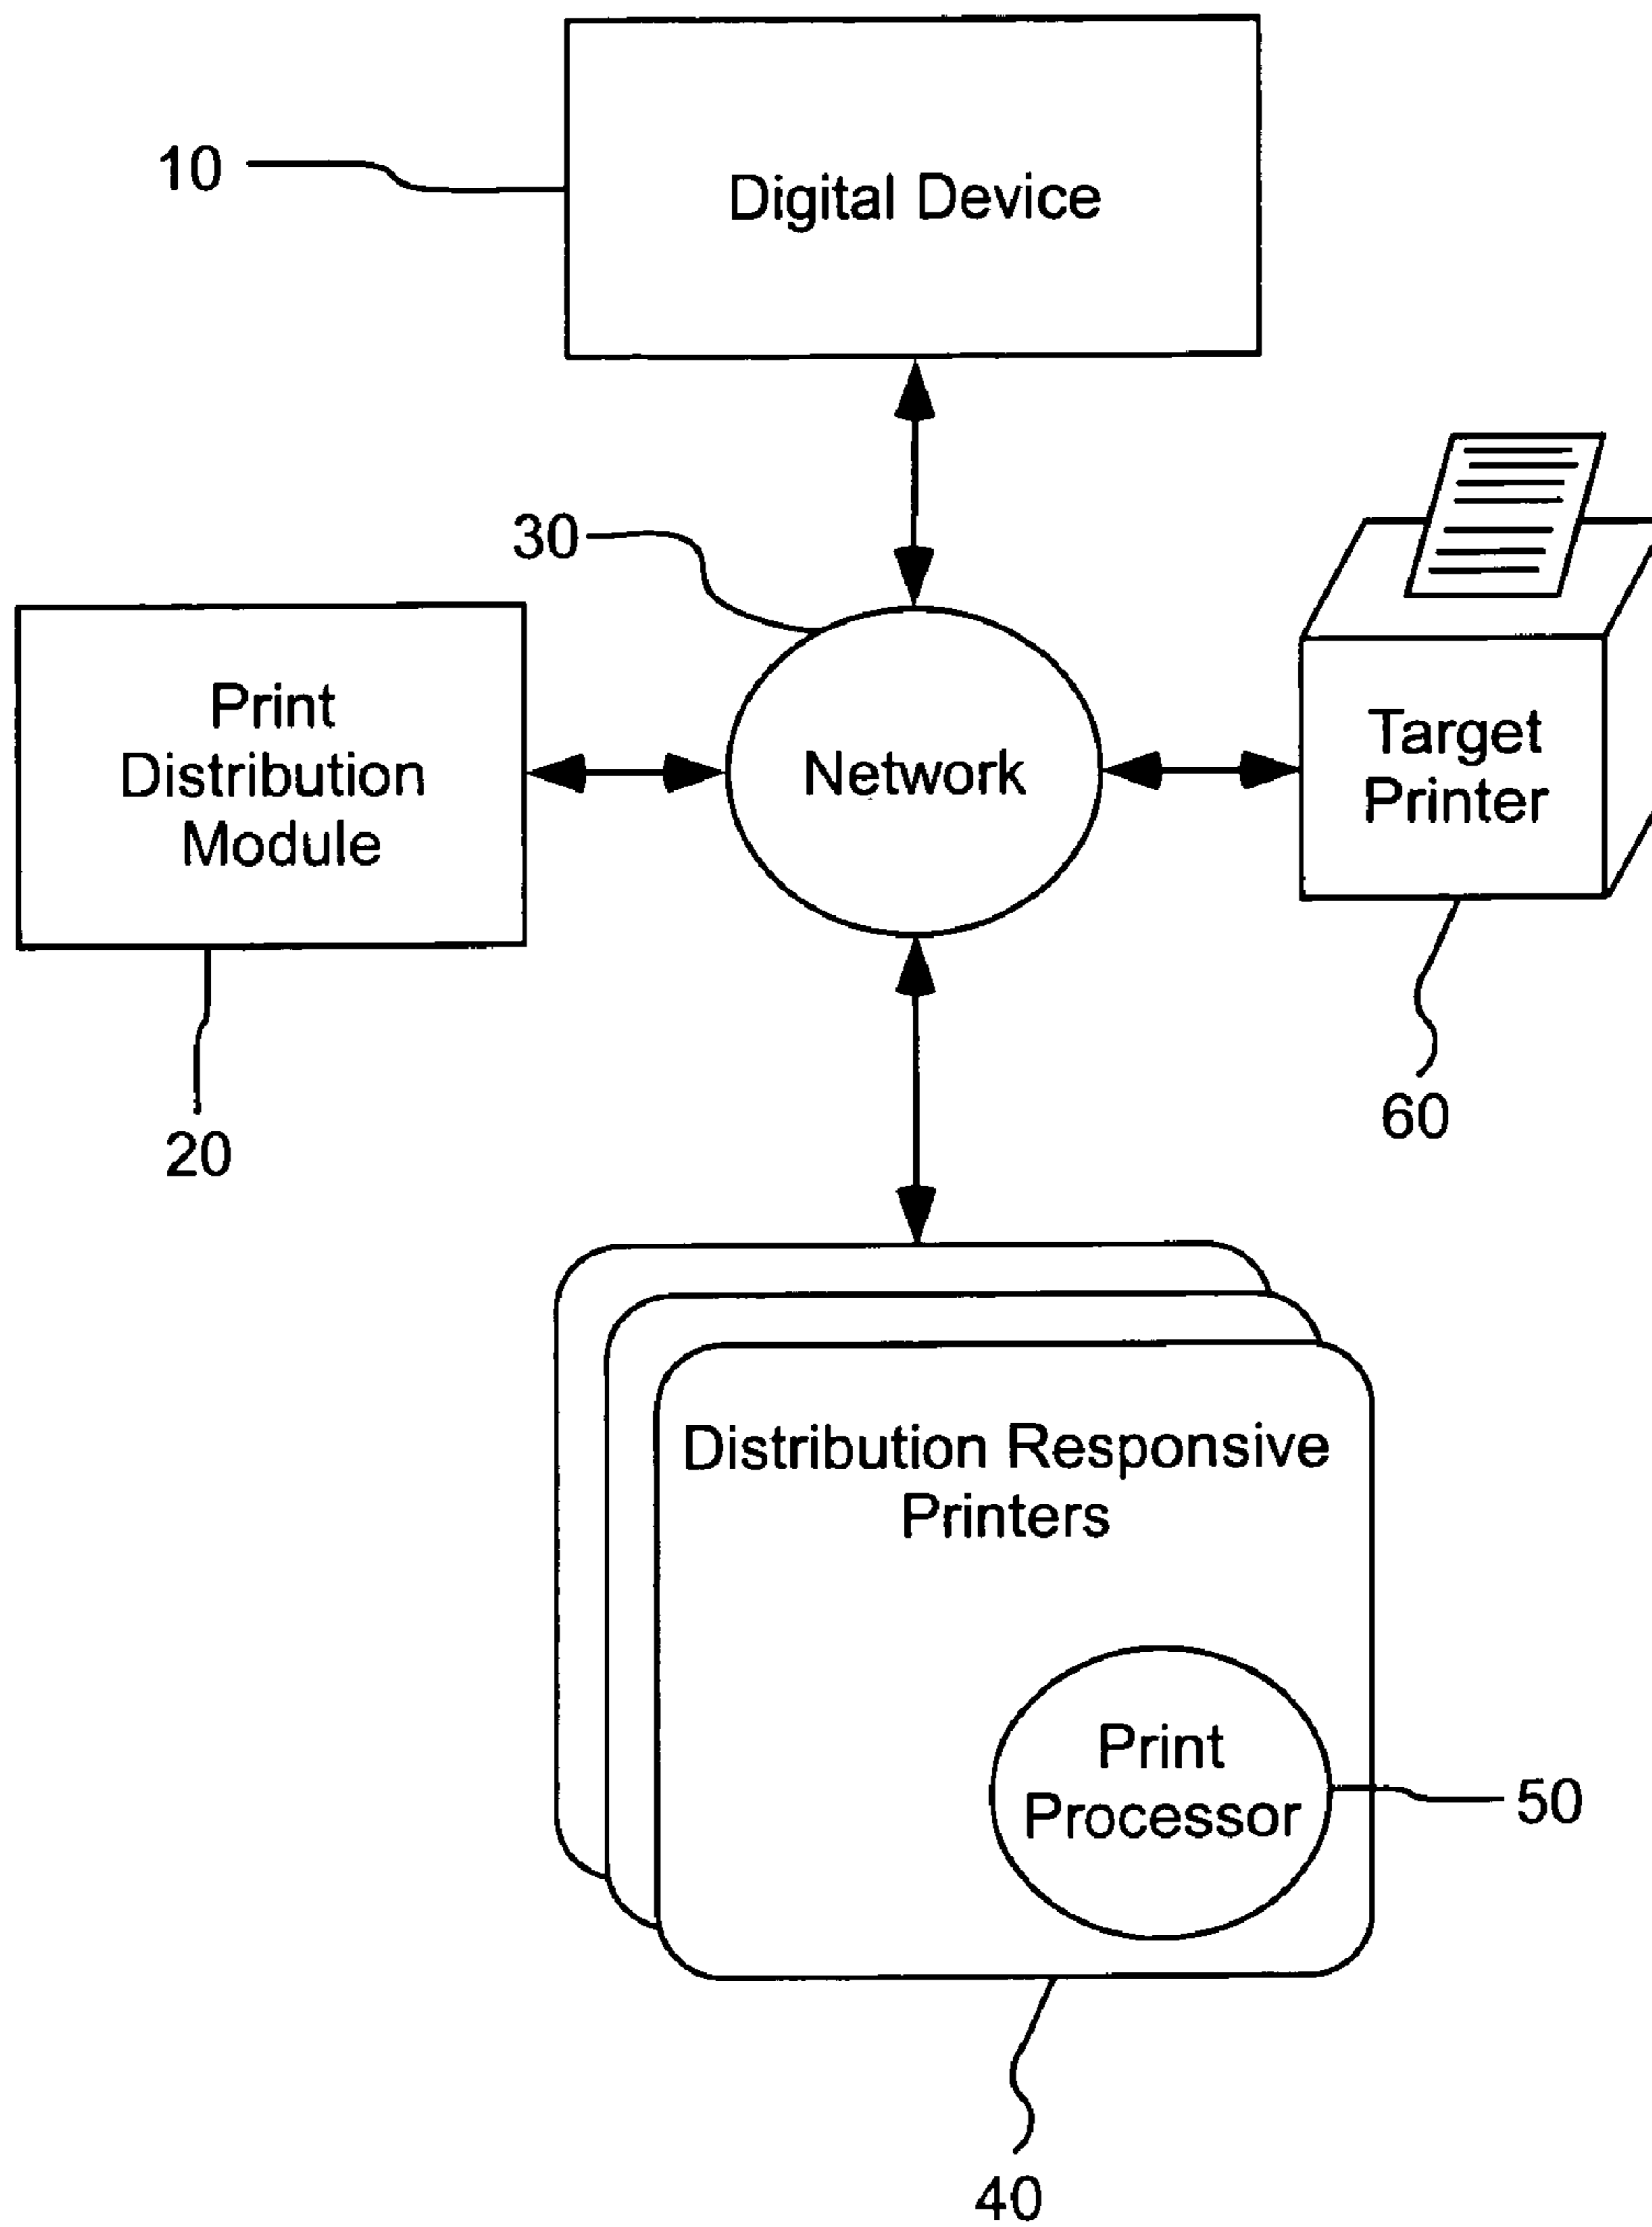 10
Digital Device
30
Print
Distribution
Module
Network
Target
Printer
20
60
Distribution Responsive
Printers
Print
Processor
50
40